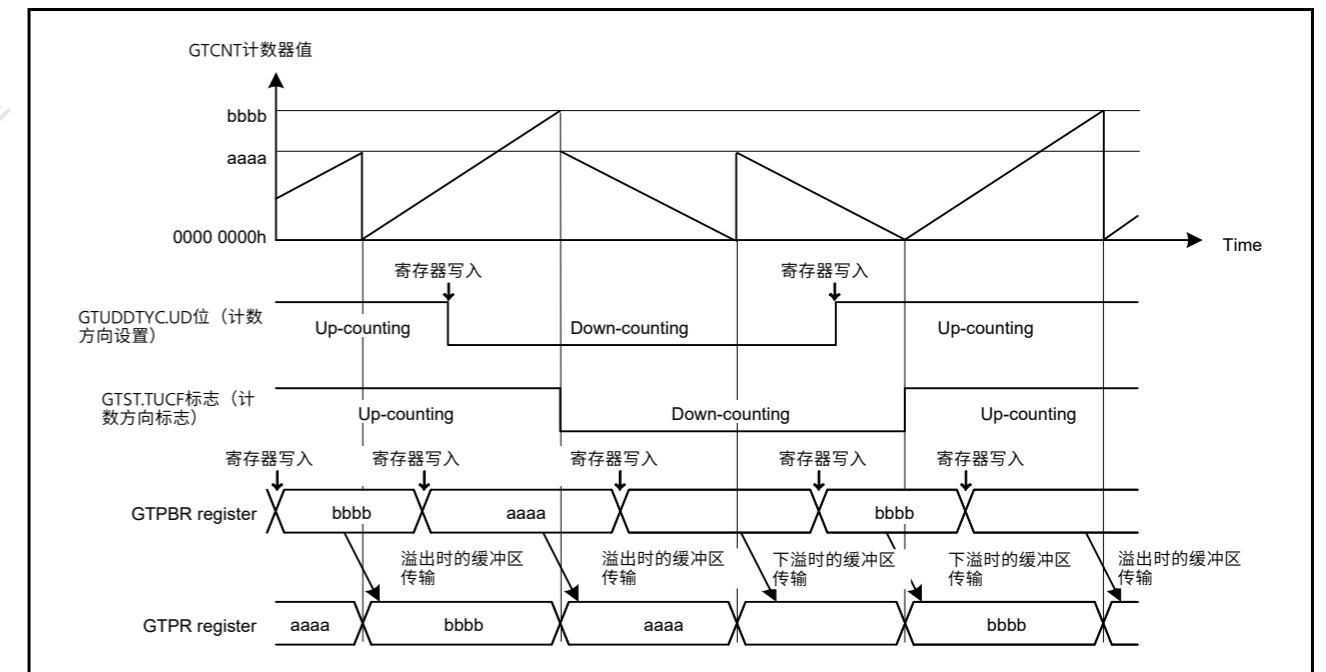 GTCNT计数器值
bbbb
aaaa
0000 0000h
Time
寄存器写入
寄存器写入
GTUDDTYC.UD位（计数
方向设置）
Up-counting
Down-counting
Up-counting
GTST.TUCF标志（计
数方向标志）
Up-counting
Down-counting
Up-counting
寄存器写入
寄存器写入
寄存器写入
寄存器写入
寄存器写入
GTPBR register
bbbb
aaaa
bbbb
溢出时的缓冲区
传输
溢出时的缓冲区
传输
下溢时的缓冲区
传输
下溢时的缓冲区
传输
溢出时的缓冲区
传输
GTPR register
aaaa
bbbb
aaaa
bbbb